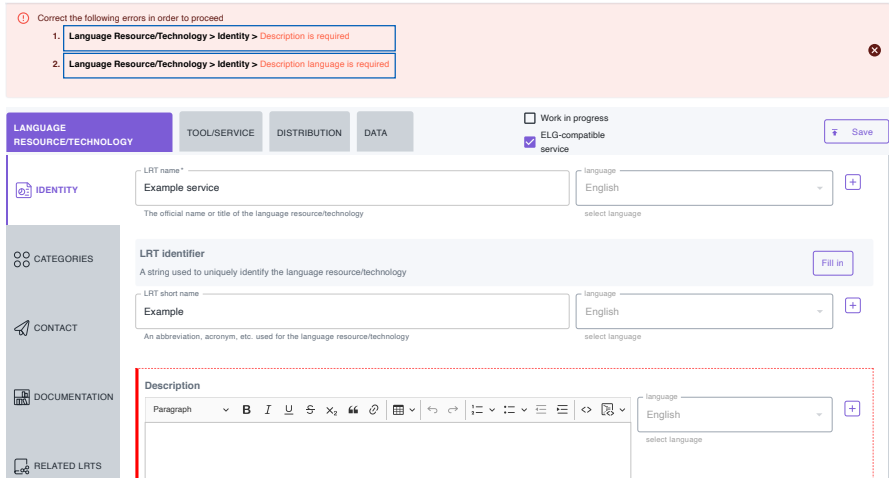 Correct the following errors in order to proceed
1. Language Resource/Technology > Identity > Description is required
2. Language Resource/Technology > Identity > Description language is required
LANGUAGE
RESOURCE/TECHNOLOGY
TOOL/SERVICE
DISTRIBUTION
DATA
Work in progress
ELG-compatible
service
Save
IDENTITY
CATEGORIES
CONTACT
DOCUMENTATION
RELATED LRTS
LRT name*
Example service
The official name or title of the language resource/technology
language
English
select language
LRT identifier
A string used to uniquely identify the language resource/technology
Fill in
LRT short name
Example
An abbreviation, acronym, etc. used for the language resource/technology
language
English
select language
Description
Paragraph
B I U S X₂
language
English
select language